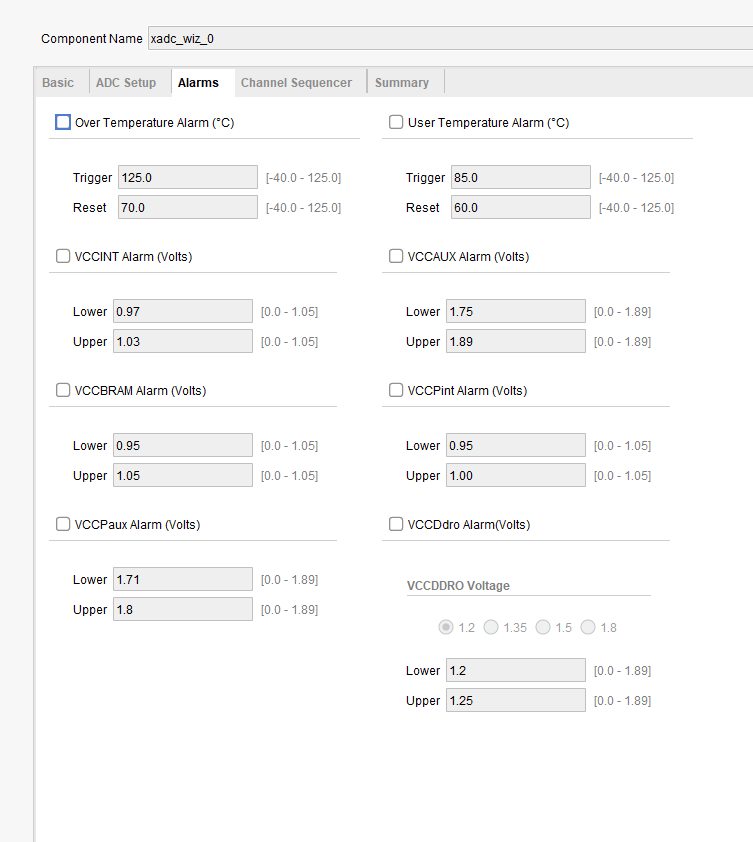 Component Name xadc_wiz_0
Basic ADC Setup Alarms Channel Sequencer Summary
Over Temperature Alarm (°C) User Temperature Alarm (°C)
Trigger 125.0 [-40.0 - 125.0] Trigger 85.0 [-40.0 - 125.0]
Reset 70.0 [-40.0 - 125.0] Reset 60.0 [-40.0 - 125.0]
VCCINT Alarm (Volts) VCCAUX Alarm (Volts)
Lower 0.97 [0.0 - 1.05] Lower 1.75 [0.0 - 1.89]
Upper 1.03 [0.0 - 1.05] Upper 1.89 [0.0 - 1.89]
VCCBRAM Alarm (Volts) VCCPint Alarm (Volts)
Lower 0.95 [0.0 - 1.05] Lower 0.95 [0.0 - 1.05]
Upper 1.05 [0.0 - 1.05] Upper 1.00 [0.0 - 1.05]
VCCPaux Alarm (Volts) VCCDdro Alarm(Volts)
Lower 1.71 [0.0 - 1.89] VCCDDRO Voltage
Upper 1.8 [0.0 - 1.89] 1.2 1.35 1.5 1.8
Lower 1.2 [0.0 - 1.89]
Upper 1.25 [0.0 - 1.89]